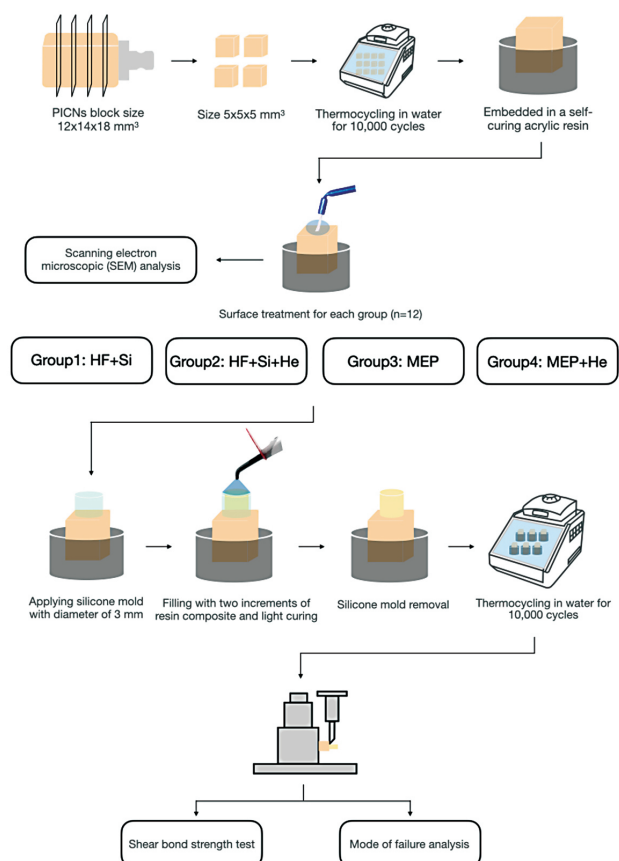 PICNs block size
12x14x18 mm³
Size 5x5x5 mm³
Thermocycling in water
for 10,000 cycles
Embedded in a self-
curing acrylic resin
Scanning electron
microscopic (SEM) analysis
Surface treatment for each group (n=12)
Group1: HF+Si
Group2: HF+Si+He
Group3: MEP
Group4: MEP+He
Applying silicone mold
with diameter of 3 mm
Filling with two increments of
resin composite and light curing
Silicone mold removal
Thermocycling in water for
10,000 cycles
Shear bond strength test
Mode of failure analysis